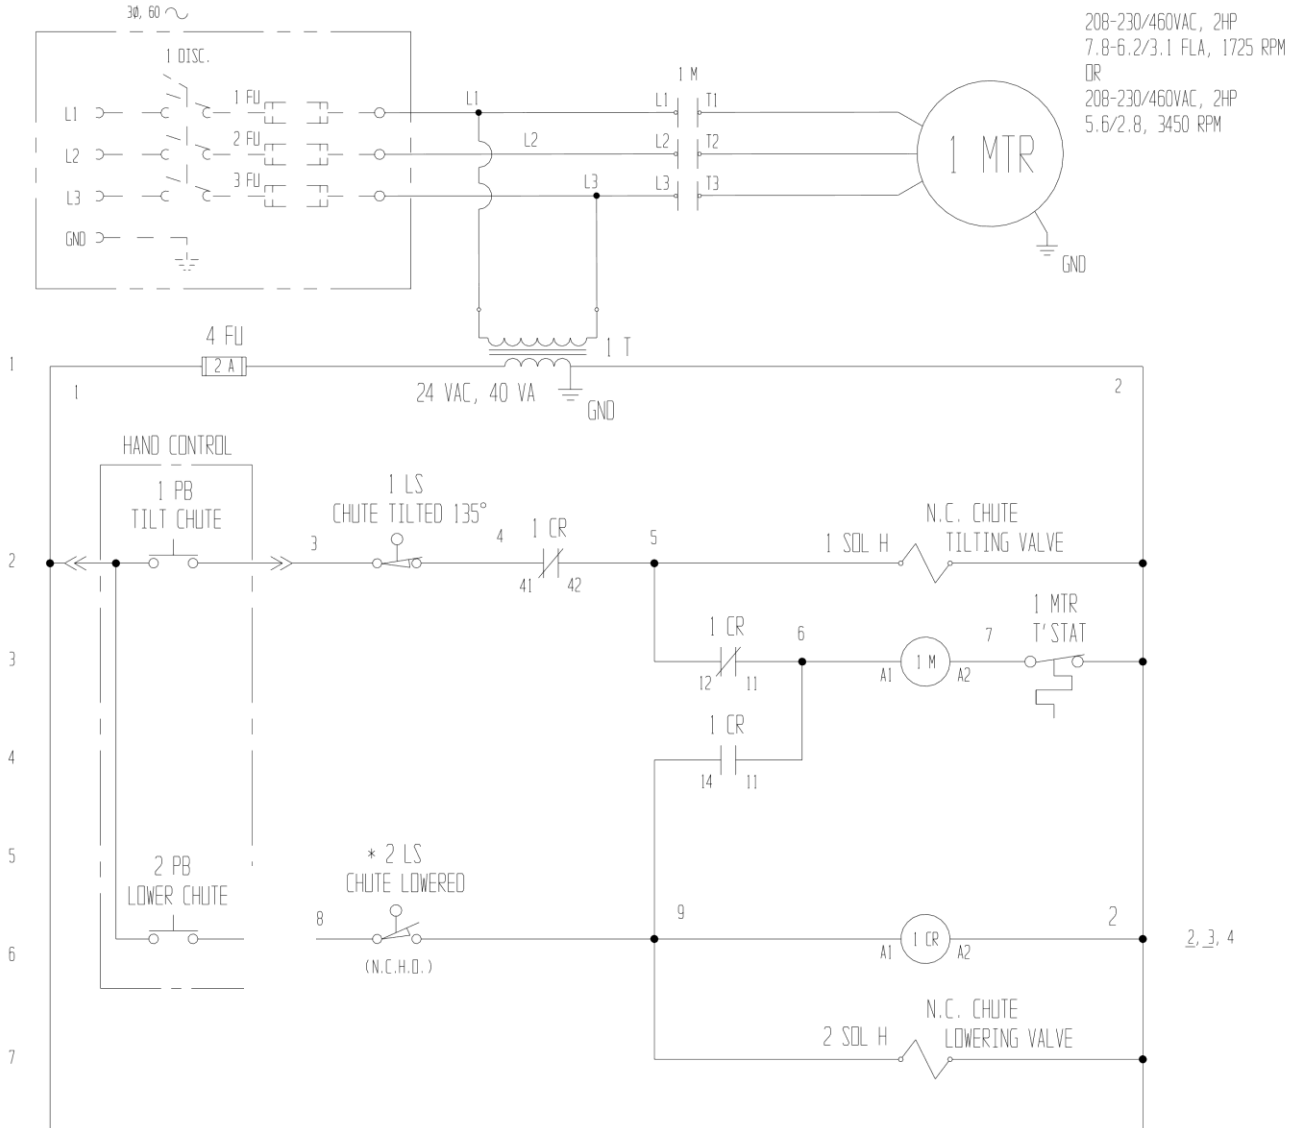 3Ø, 60
208-230/460VAC, 2HP
7.8-6.2/3.1 FLA, 1725 RPM
OR
208-230/460VAC, 2HP
5.6/2.8, 3450 RPM
1 DISC.
1 M
L1
1 FU
L1
L1
T1
L2
2 FU
L2
L2
T2
1 MTR
L3
3 FU
L3
L3
T3
GND
GND
4 FU
2 A
1 T
1
1
24 VAC, 40 VA
GND
2
HAND CONTROL
1 PB
TILT CHUTE
1 LS
CHUTE TILTED 135°
N.C. CHUTE
TILTING VALVE
2
3
4
1 CR
41
42
5
1 SOL H
3
1 CR
12
11
6
A1
1 M
A2
7
1 MTR
T'STAT
4
1 CR
14
11
5
2 PB
LOWER CHUTE
* 2 LS
CHUTE LOWERED
6
8
(N.C.H.O.)
9
A1
1 CR
A2
2
2, 3, 4
7
2 SOL H
N.C. CHUTE
LOWERING VALVE